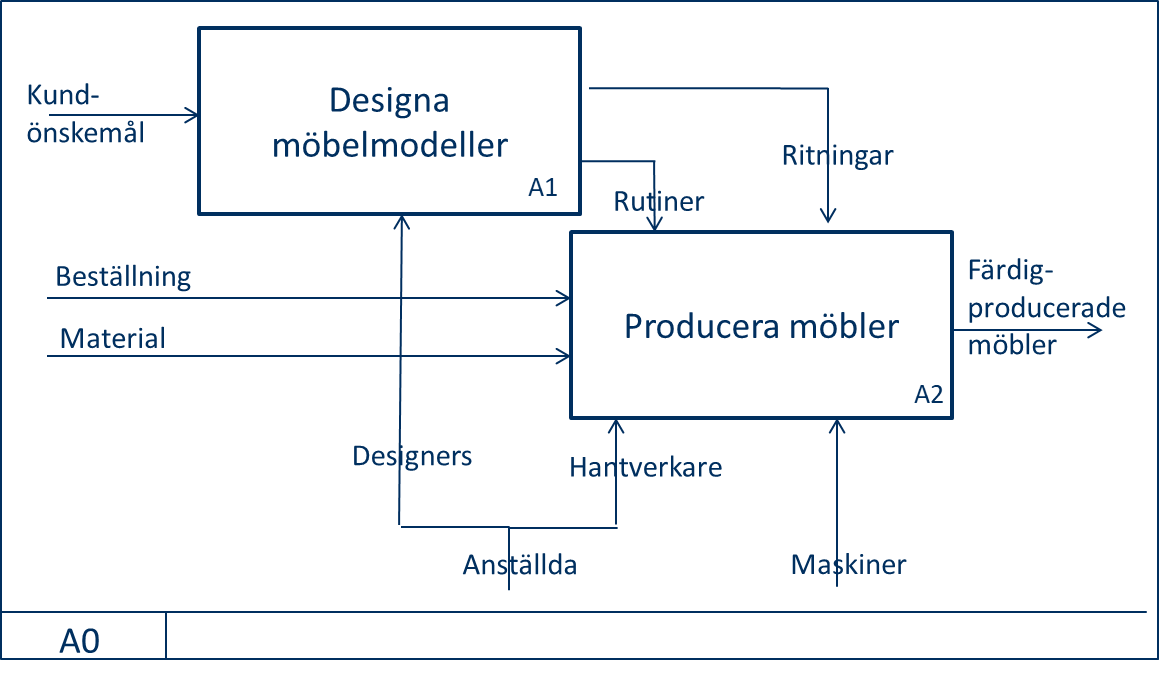 Kund-
önskemål
Designa
möbelmodeller
A1
Ritningar
Rutiner
Beställning
Material
Producera möbler
A2
Färdig-
producerade
möbler
Designers
Hantverkare
Anställda
Maskiner
A0